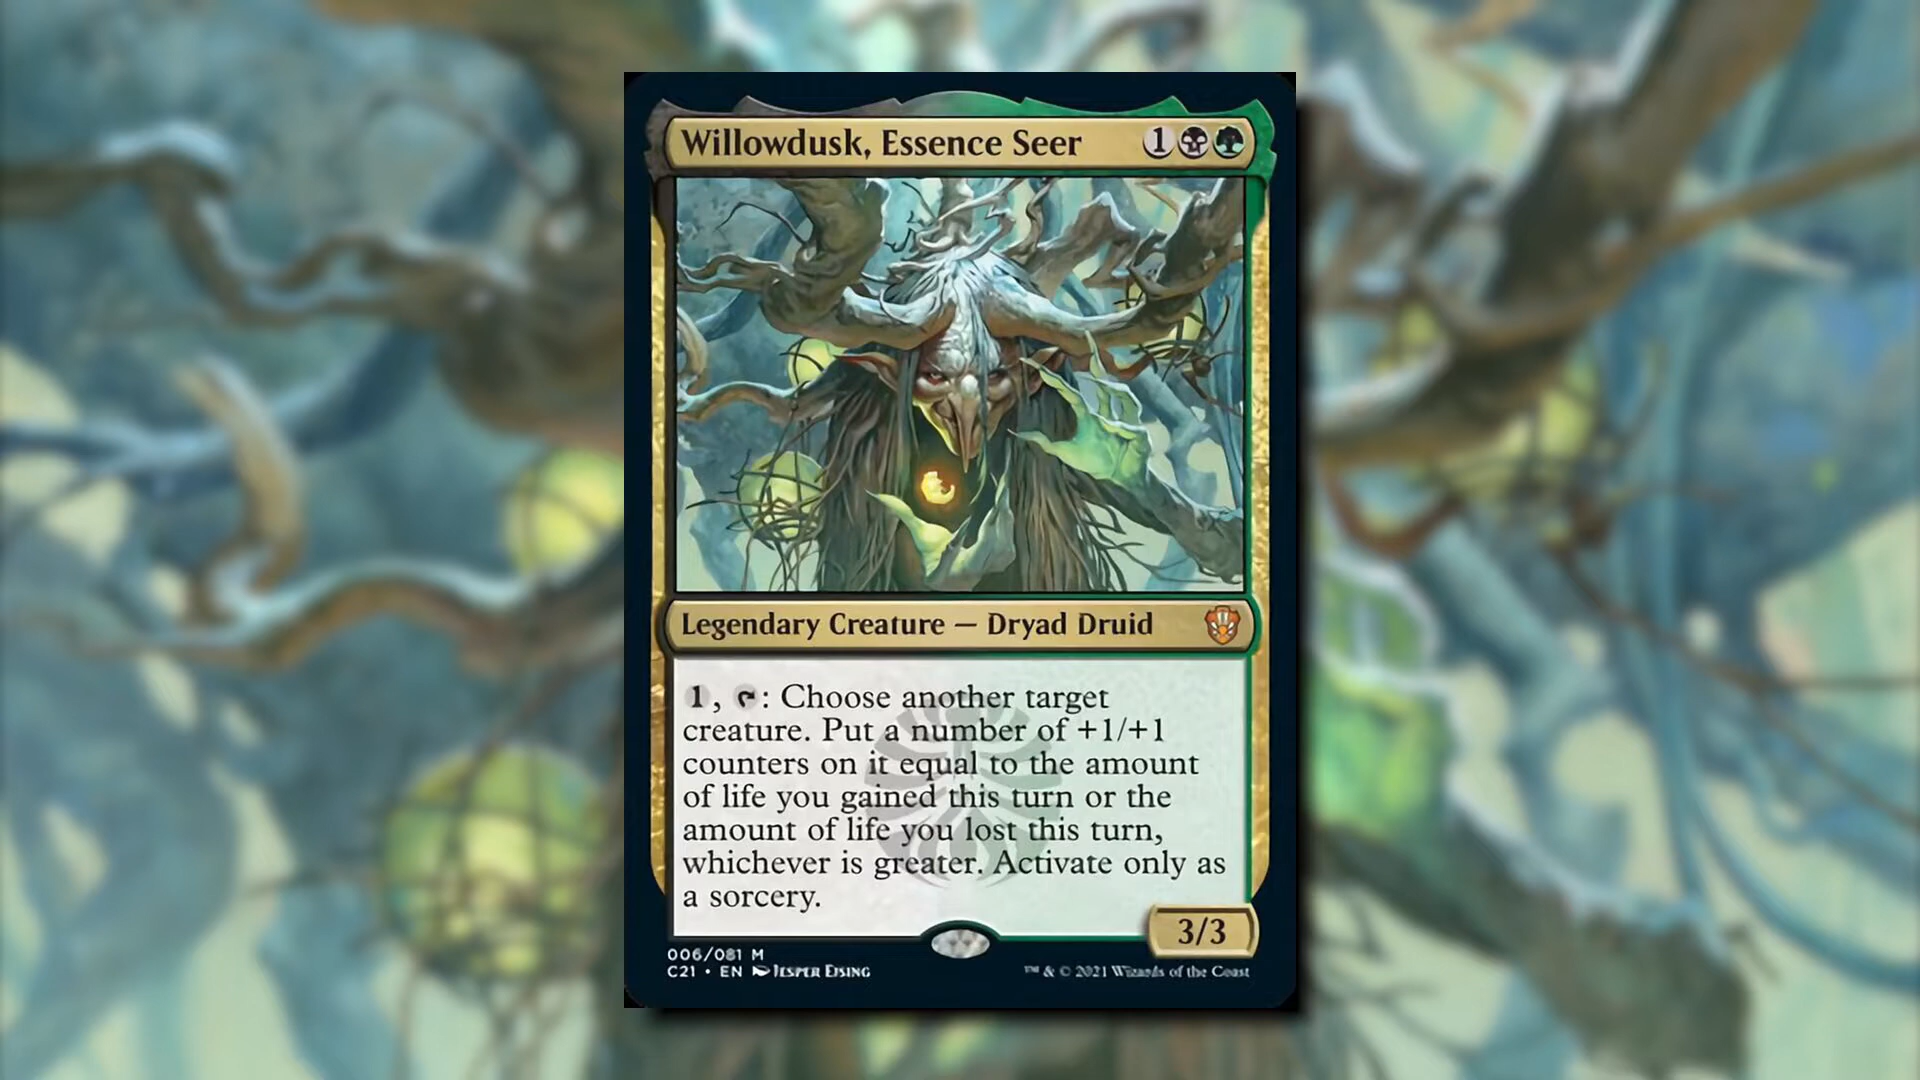 Willowdusk, Essence Seer 1
Legendary Creature — Dryad Druid
1, : Choose another target
creature. Put a number of +1/+1
counters on it equal to the amount
of life you gained this turn or the
amount of life you lost this turn,
whichever is greater. Activate only as
a sorcery.
3/3
006/081 M
C21 • EN Jesper Ejsing
™ & © 2021 Wizards of the Coast